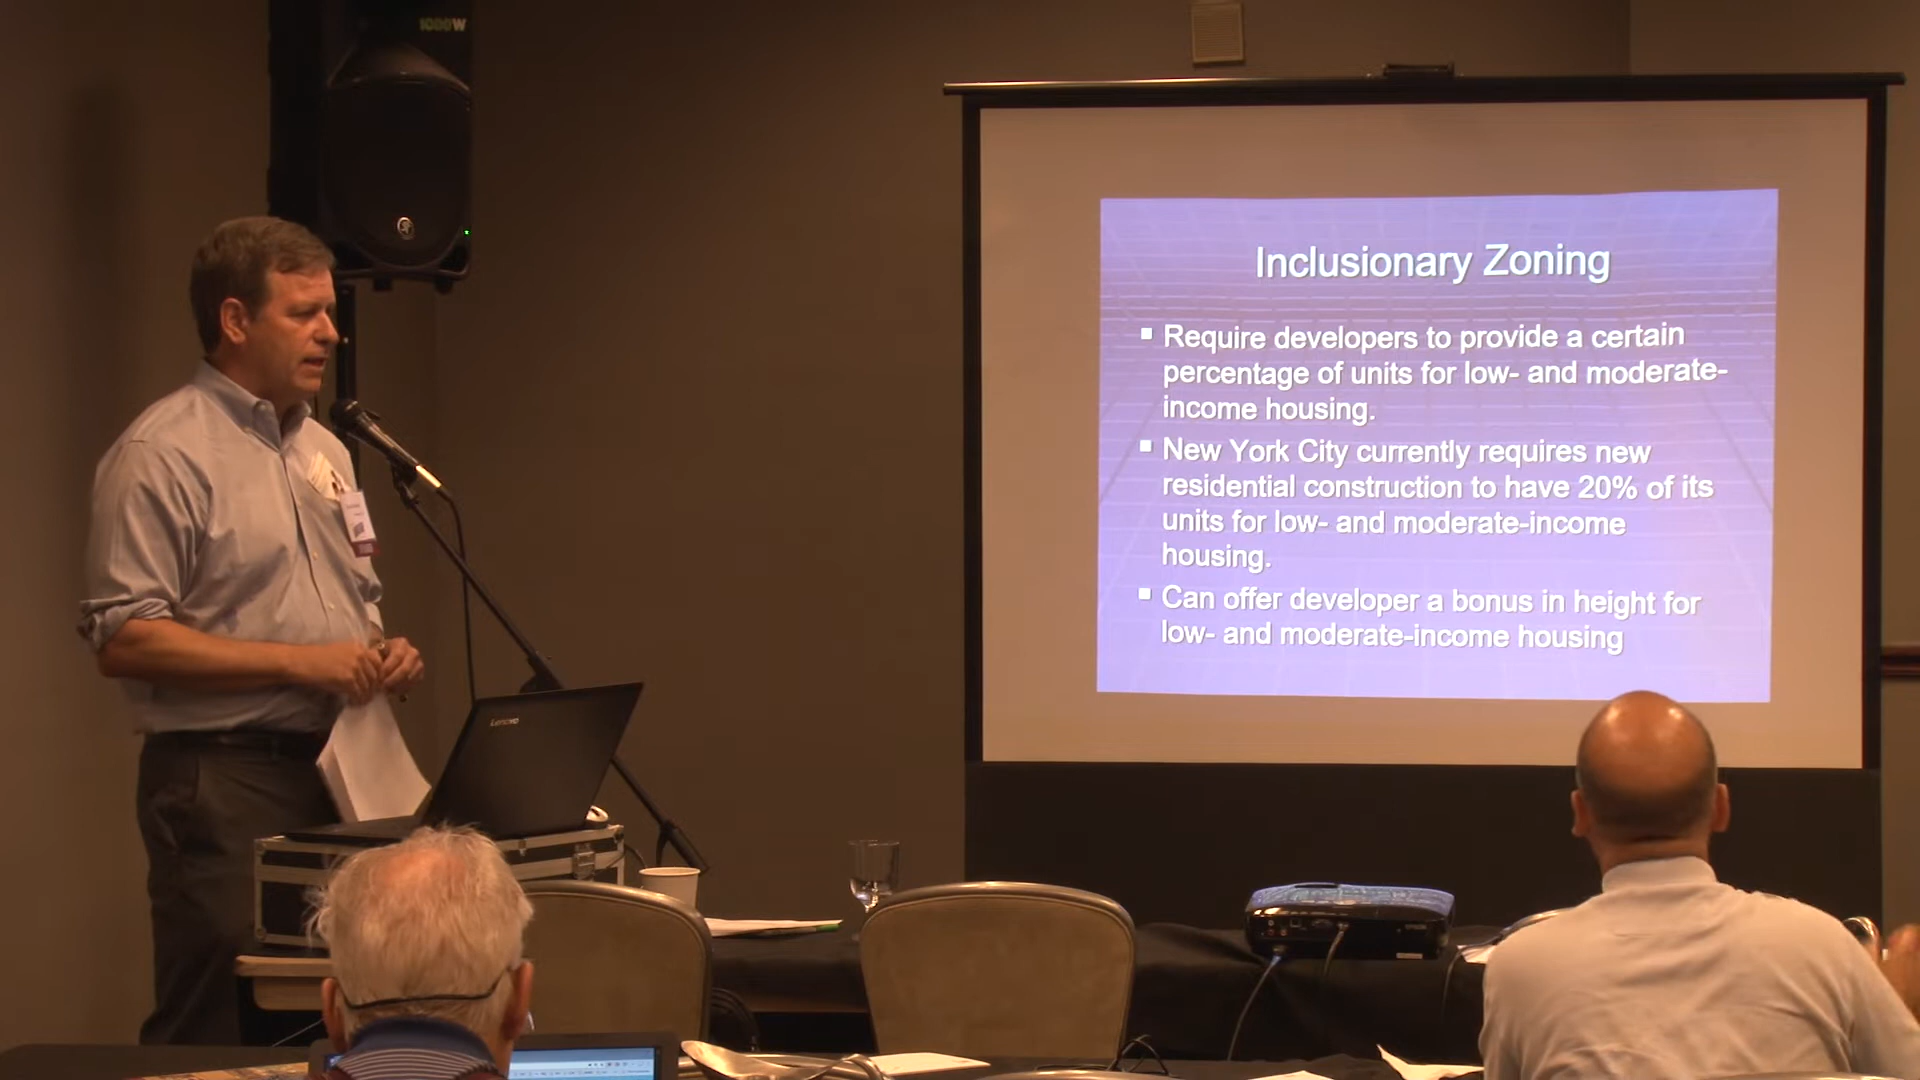 1000W
Inclusionary Zoning
Require developers to provide a certain
percentage of units for low- and moderate-
income housing.
New York City currently requires new
residential construction to have 20% of its
units for low- and moderate-income
housing.
Can offer developer a bonus in height for
low- and moderate-income housing
Lenovo